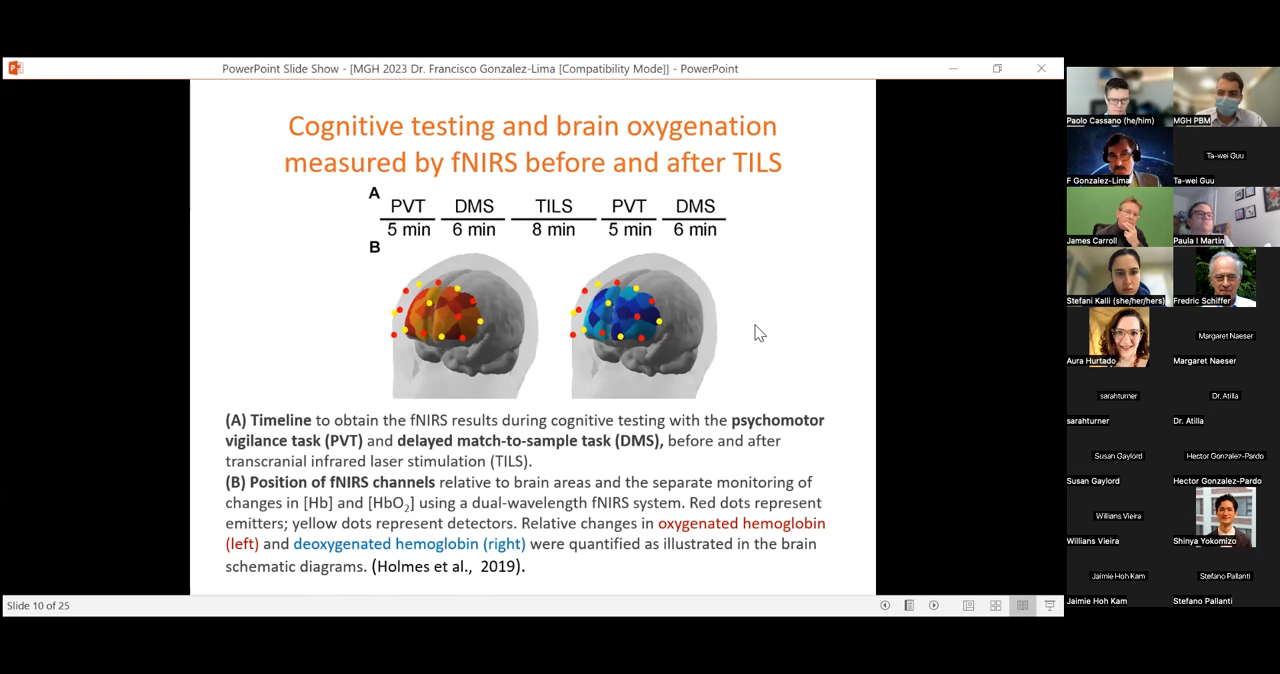 PowerPoint Slide Show - [MGH 2023 Dr. Francisco Gonzalez-Lima [Compatibility Mode]] - PowerPoint
Cognitive testing and brain oxygenation
measured by fNIRS before and after TILS
A
PVT DMS TILS PVT DMS
5 min 6 min 8 min 5 min 6 min
B
(A) Timeline to obtain the fNIRS results during cognitive testing with the psychomotor
vigilance task (PVT) and delayed match-to-sample task (DMS), before and after
transcranial infrared laser stimulation (TILS).
(B) Position of fNIRS channels relative to brain areas and the separate monitoring of
changes in [Hb] and [HbO₂] using a dual-wavelength fNIRS system. Red dots represent
emitters; yellow dots represent detectors. Relative changes in oxygenated hemoglobin
(left) and deoxygenated hemoglobin (right) were quantified as illustrated in the brain
schematic diagrams. (Holmes et al., 2019).
Slide 10 of 25
Paolo Cassano (he/him) MGH PBM
Ta-wei Guu
F Gonzalez-Lima Ta-wei Guu
James Carroll Paula I Martin
Stefani Kalli (she/her/hers) Fredric Schiffer
Margaret Naeser
Aura Hurtado Margaret Naeser
sarahturner Dr. Atilla
sarahturner Dr. Atilla
Susan Gaylord Hector Gonzalez-Pardo
Susan Gaylord Hector Gonzalez-Pardo
Willians Vieira
Willians Vieira Shinya Yokomizo
Jaimie Hoh Kam Stefano Pallanti
Jaimie Hoh Kam Stefano Pallanti